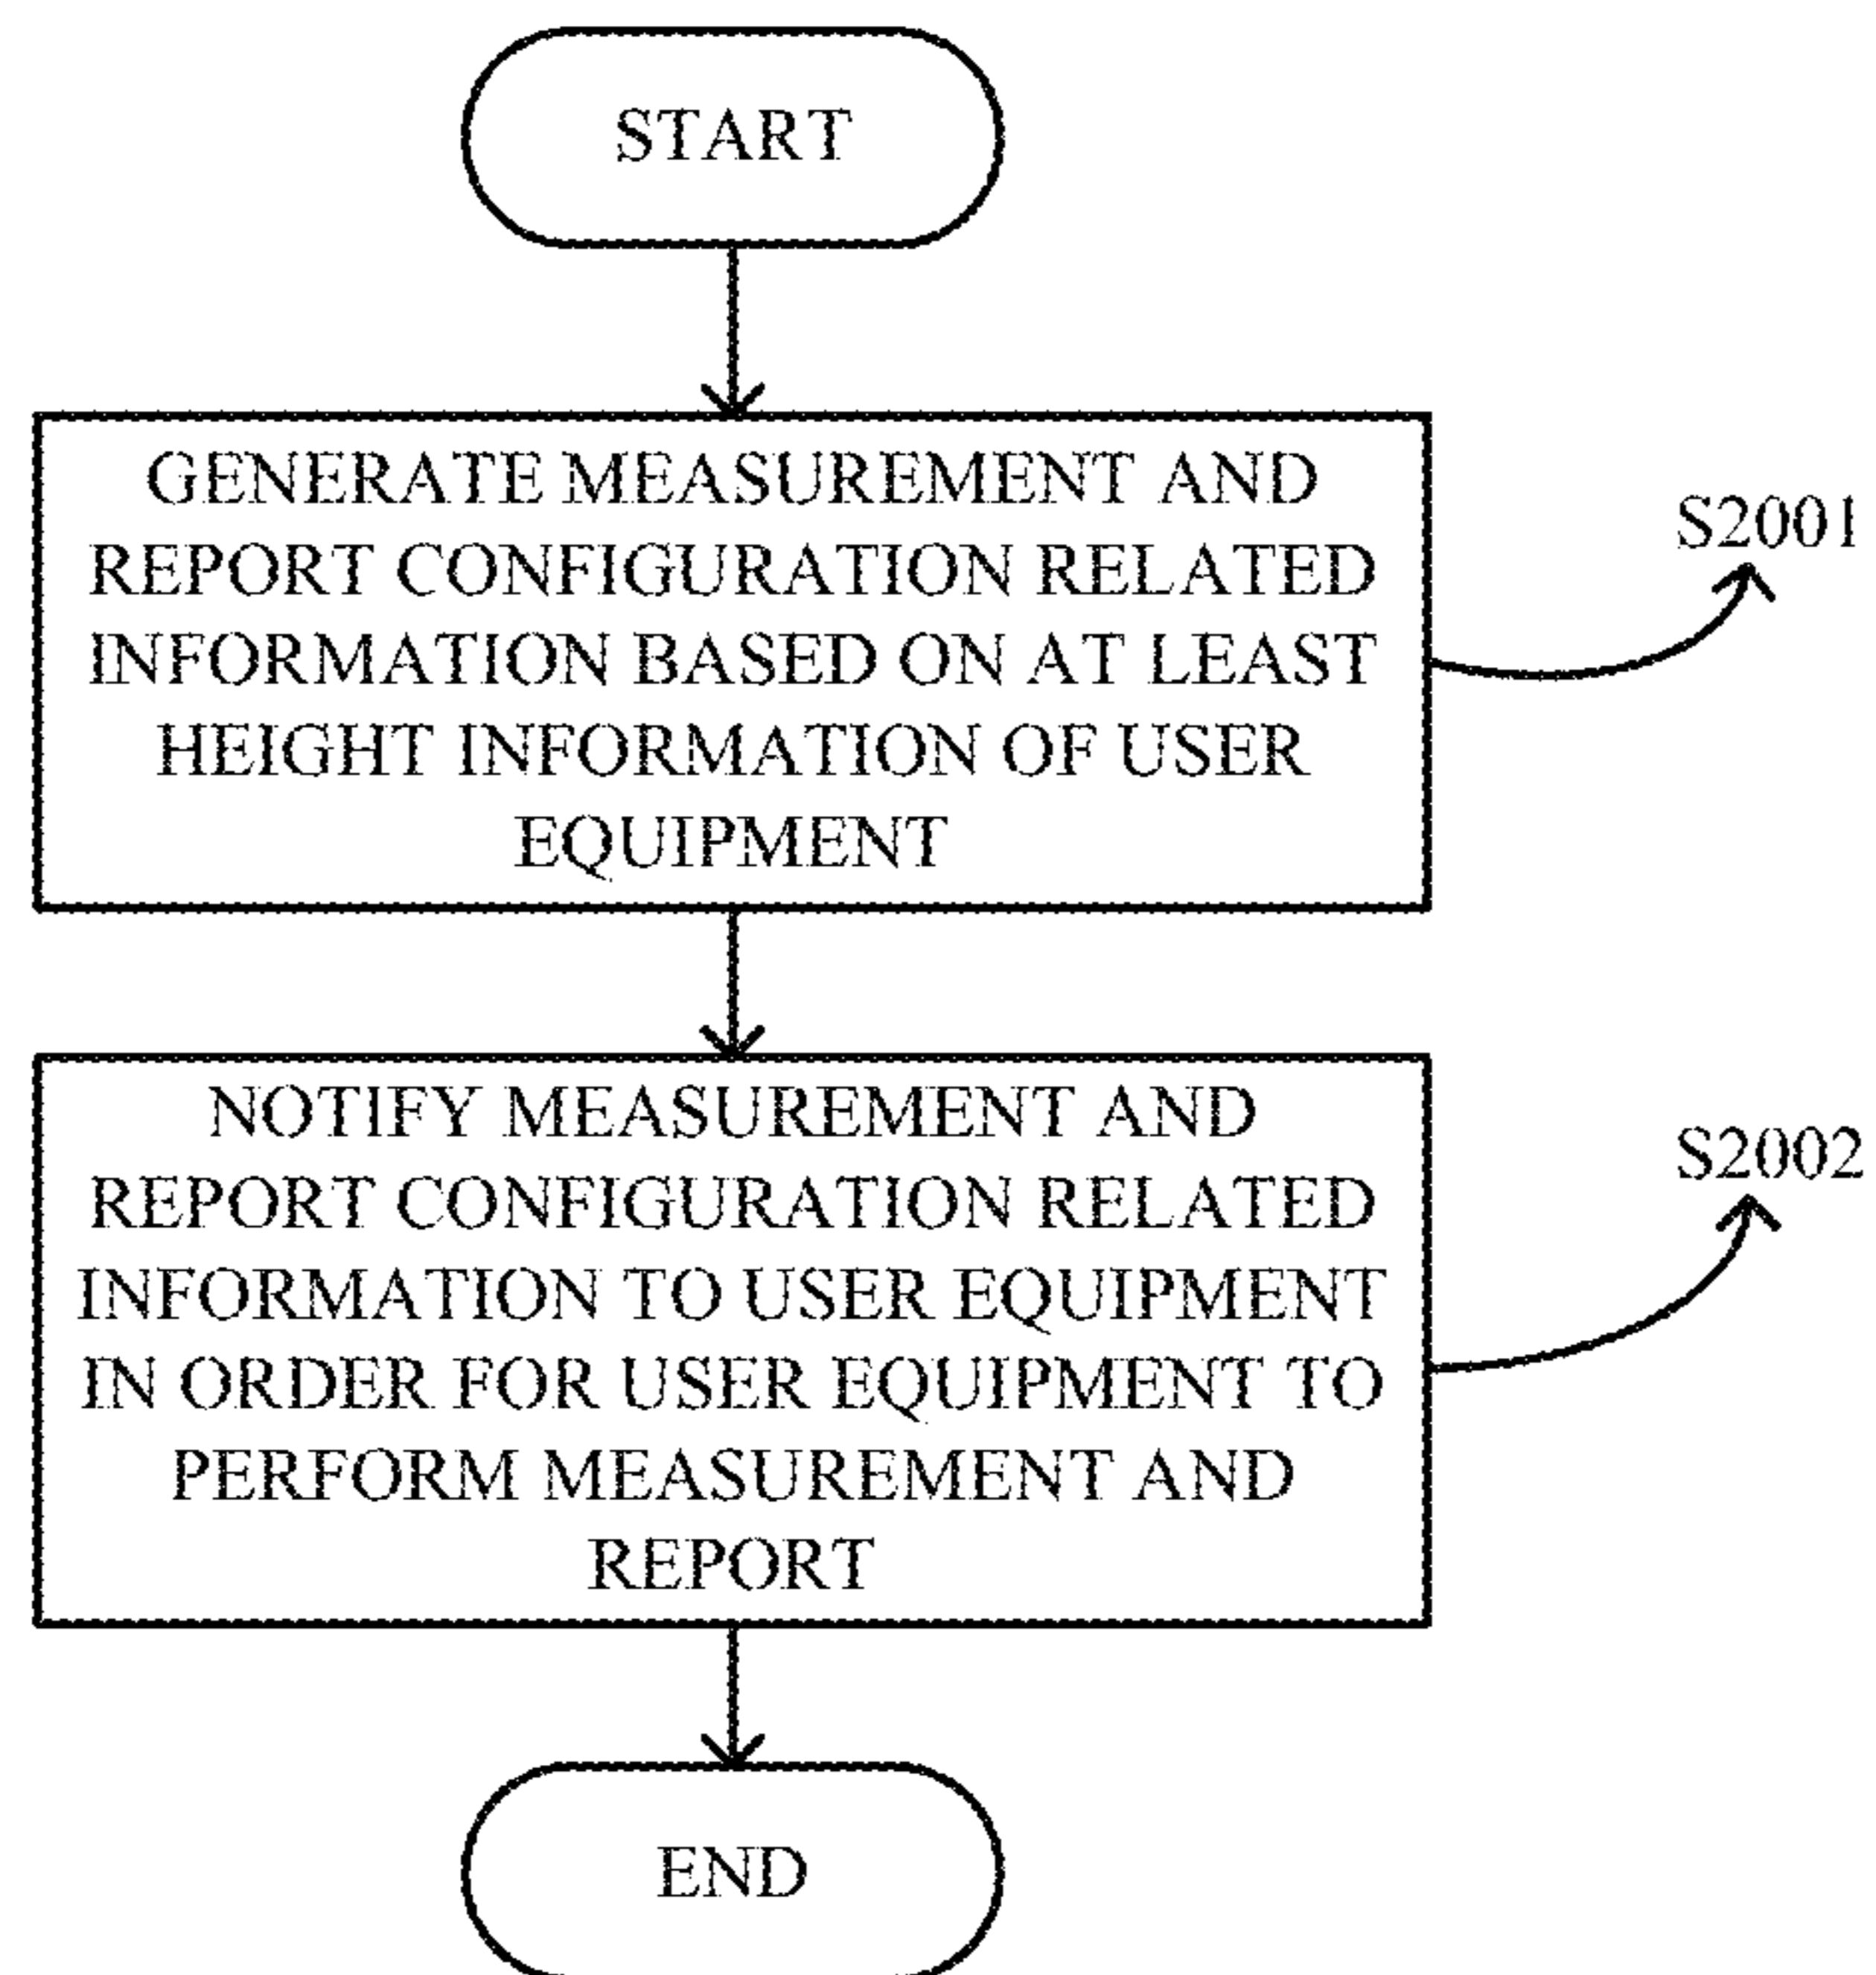 START
GENERATE MEASUREMENT AND
REPORT CONFIGURATION RELATED
INFORMATION BASED ON AT LEAST
HEIGHT INFORMATION OF USER
EQUIPMENT
S2001
NOTIFY MEASUREMENT AND
REPORT CONFIGURATION RELATED
INFORMATION TO USER EQUIPMENT
IN ORDER FOR USER EQUIPMENT TO
PERFORM MEASUREMENT AND
REPORT
S2002
END